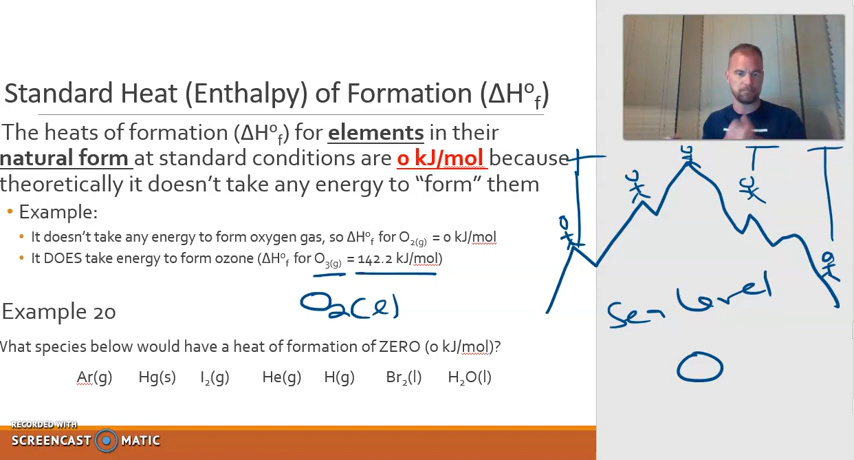 Standard Heat (Enthalpy) of Formation (ΔH°f)
The heats of formation (ΔH°f) for elements in their
natural form at standard conditions are 0 kJ/mol because
theoretically it doesn't take any energy to "form" them
• Example:
• It doesn't take any energy to form oxygen gas, so ΔH°f for O2(g) = 0 kJ/mol
• It DOES take energy to form ozone (ΔH°f for O3(g) = 142.2 kJ/mol)
O2(l)
Example 20
What species below would have a heat of formation of ZERO (0 kJ/mol)?
Ar(g) Hg(s) I2(g) He(g) H(g) Br2(l) H2O(l)
Sea Level
0
RECORDED WITH
SCREENCAST MATIC